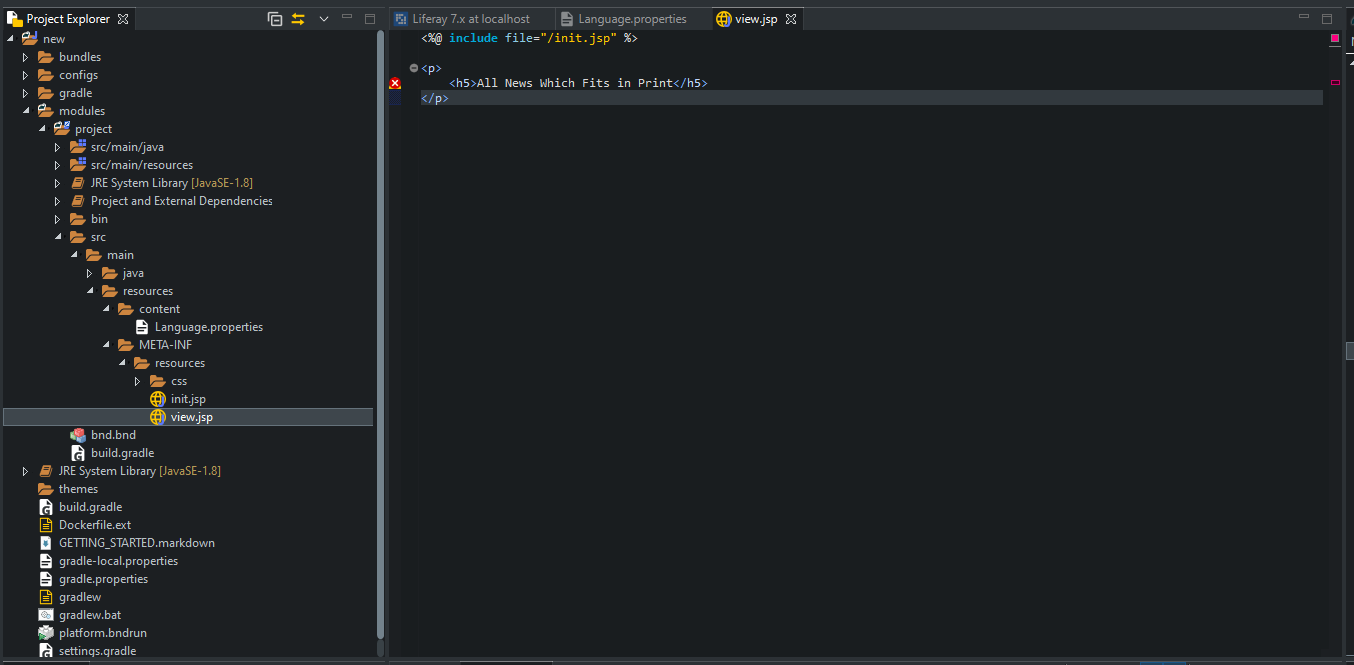 Project Explorer
new
bundles
configs
gradle
modules
project
src/main/java
src/main/resources
JRE System Library [JavaSE-1.8]
Project and External Dependencies
bin
src
main
java
resources
content
Language.properties
META-INF
resources
css
init.jsp
view.jsp
bnd.bnd
build.gradle
JRE System Library [JavaSE-1.8]
themes
build.gradle
Dockerfile.ext
GETTING_STARTED.markdown
gradle-local.properties
gradle.properties
gradlew
gradlew.bat
platform.bndrun
settings.gradle
Liferay 7.x at localhost
Language.properties
view.jsp
<%@ include file="/init.jsp" %>
<p>
<h5>All News Which Fits in Print</h5>
</p>